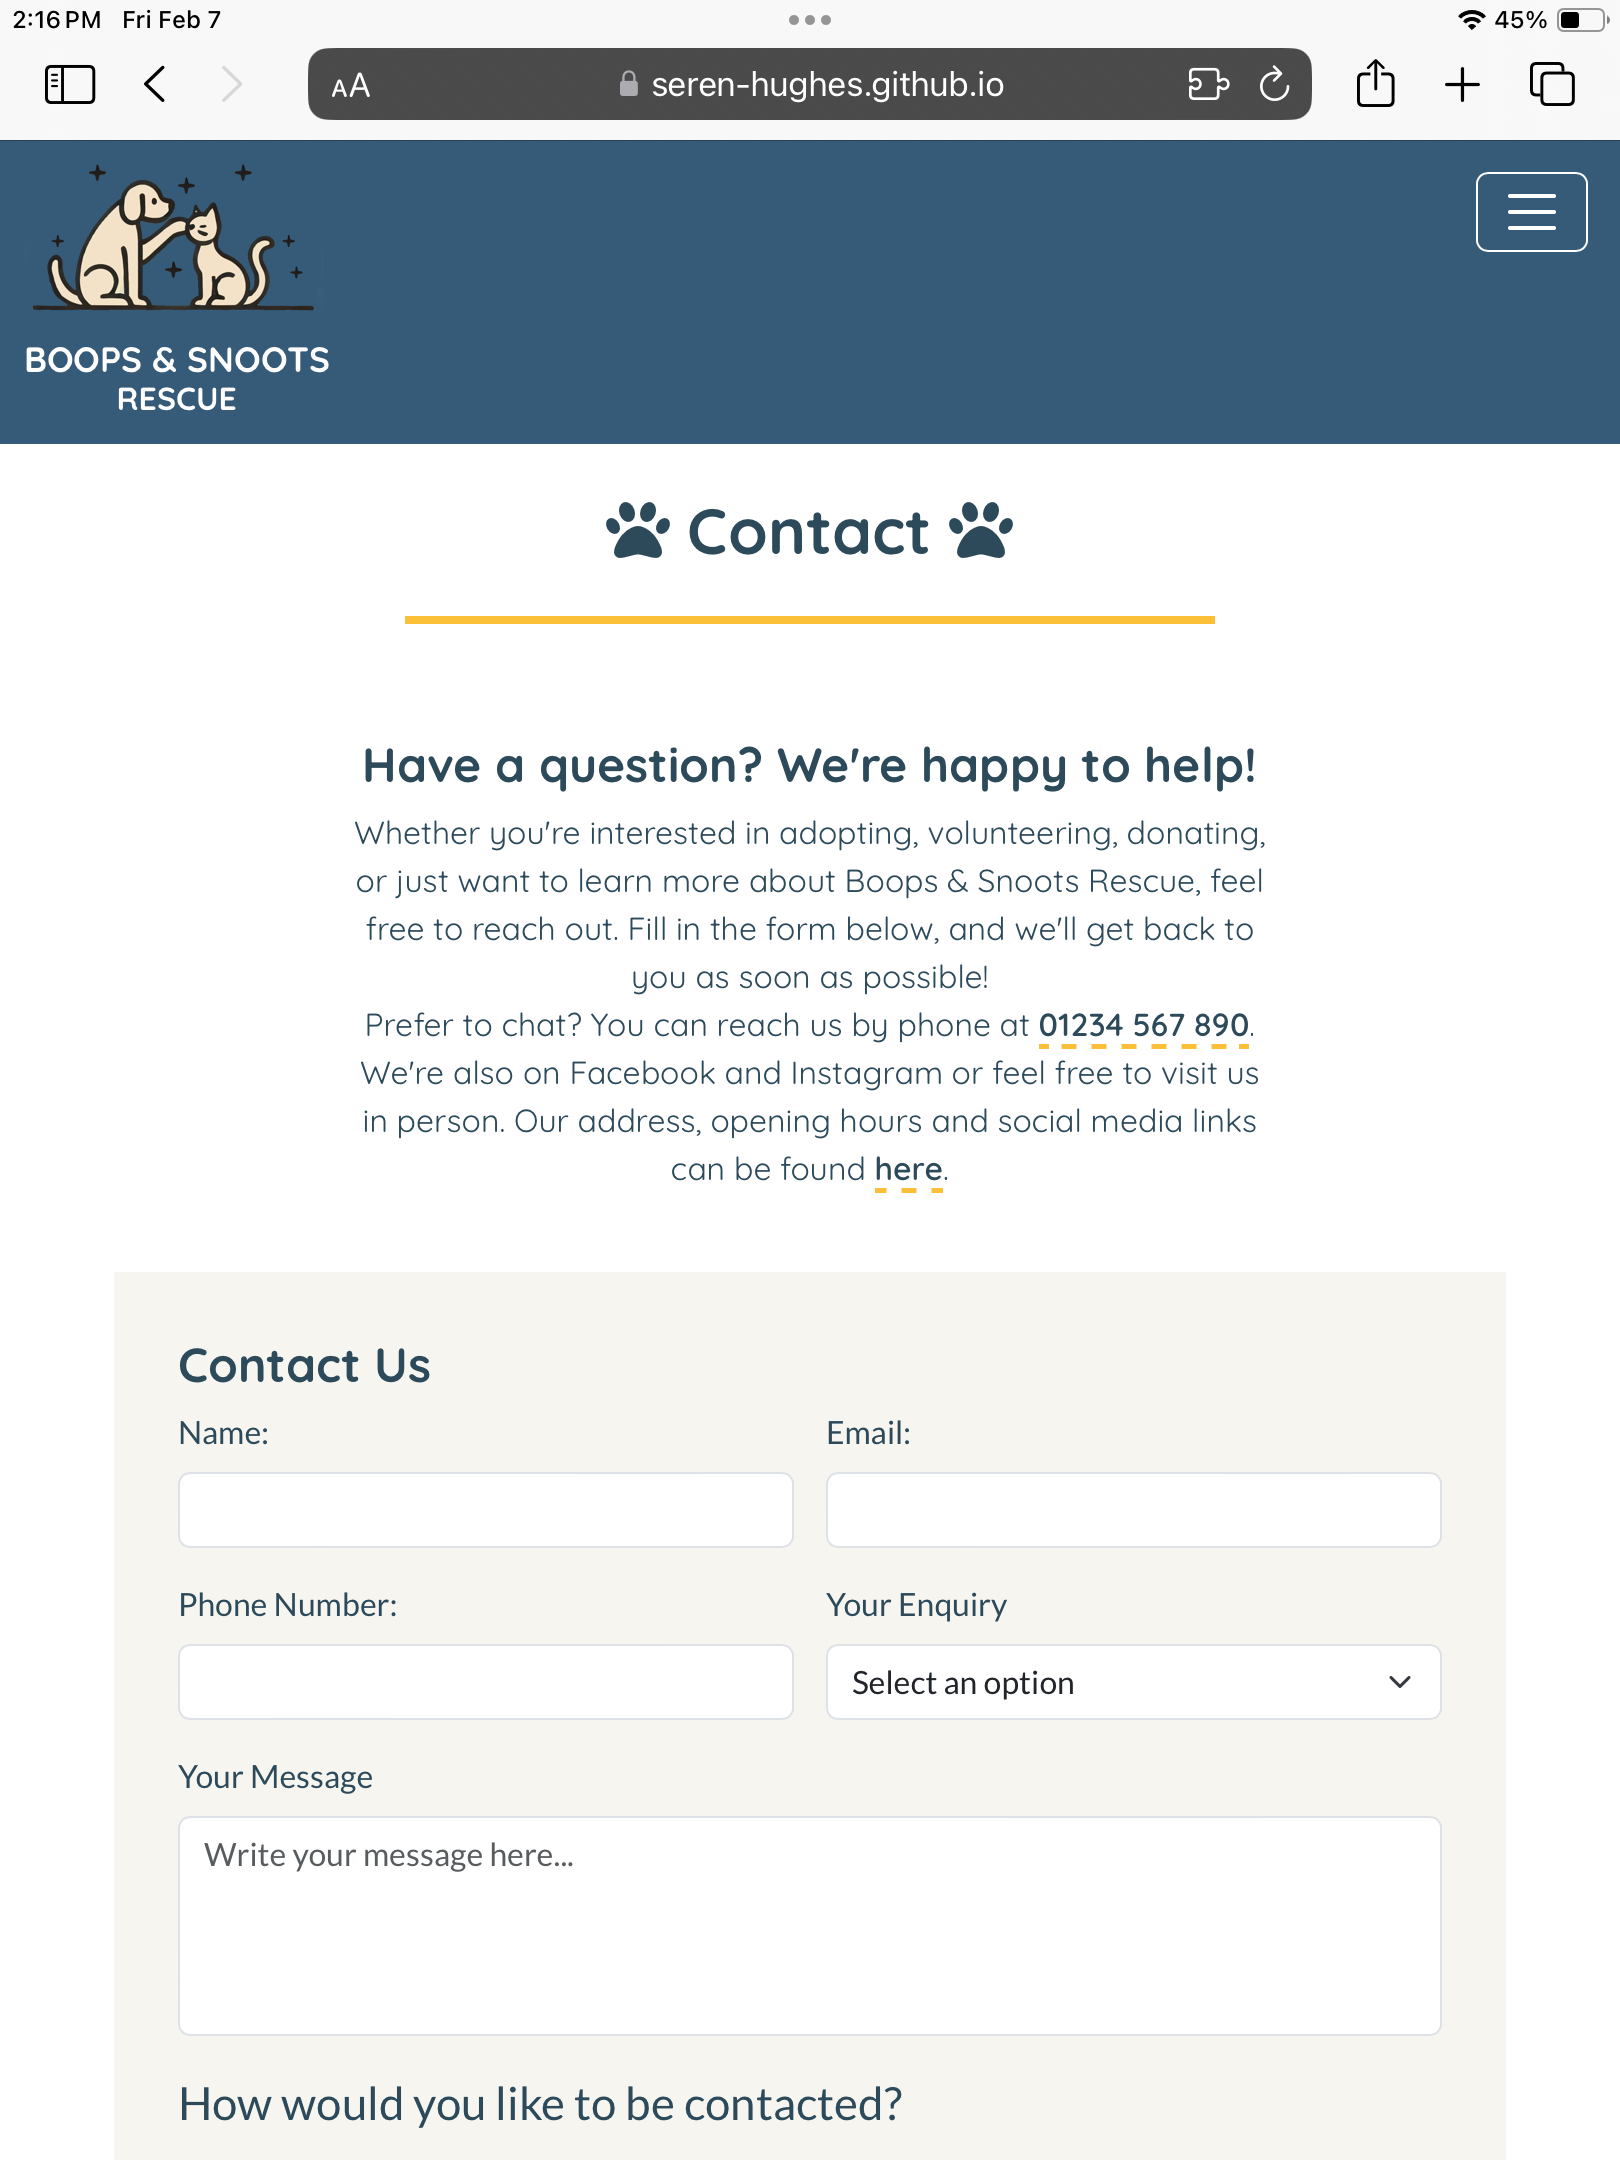 2:16 PM Fri Feb 7
45%
AA
seren-hughes.github.io
BOOPS & SNOOTS
RESCUE
Contact
Have a question? We're happy to help!
Whether you're interested in adopting, volunteering, donating,
or just want to learn more about Boops & Snoots Rescue, feel
free to reach out. Fill in the form below, and we'll get back to
you as soon as possible!
Prefer to chat? You can reach us by phone at 01234 567 890.
We're also on Facebook and Instagram or feel free to visit us
in person. Our address, opening hours and social media links
can be found here.
Contact Us
Name:
Email:
Phone Number:
Your Enquiry
Select an option
Your Message
Write your message here...
How would you like to be contacted?